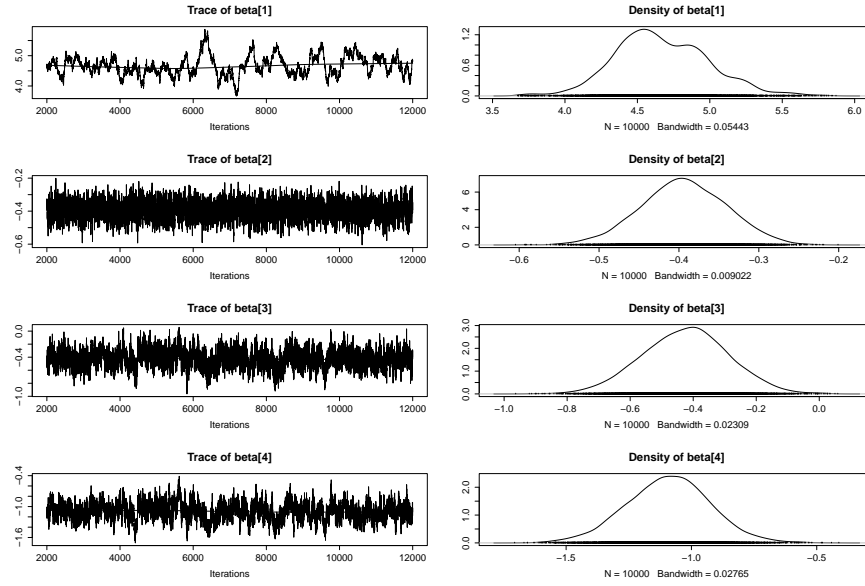 Trace of beta[1]
5.0
4.0
2000 4000 6000 8000 10000 12000
Iterations
Density of beta[1]
1.2
0.6
0.0
3.5 4.0 4.5 5.0 5.5 6.0
N = 10000 Bandwidth = 0.05443
Trace of beta[2]
−0.2
−0.4
−0.6
2000 4000 6000 8000 10000 12000
Iterations
Density of beta[2]
6
4
2
0
−0.6 −0.5 −0.4 −0.3 −0.2
N = 10000 Bandwidth = 0.009022
Trace of beta[3]
0.0
−0.4
−1.0
2000 4000 6000 8000 10000 12000
Iterations
Density of beta[3]
3.0
2.0
1.0
0.0
−1.0 −0.8 −0.6 −0.4 −0.2 0.0
N = 10000 Bandwidth = 0.02309
Trace of beta[4]
−0.4
−1.0
−1.6
2000 4000 6000 8000 10000 12000
Iterations
Density of beta[4]
2.0
1.0
0.0
−1.5 −1.0 −0.5
N = 10000 Bandwidth = 0.02765